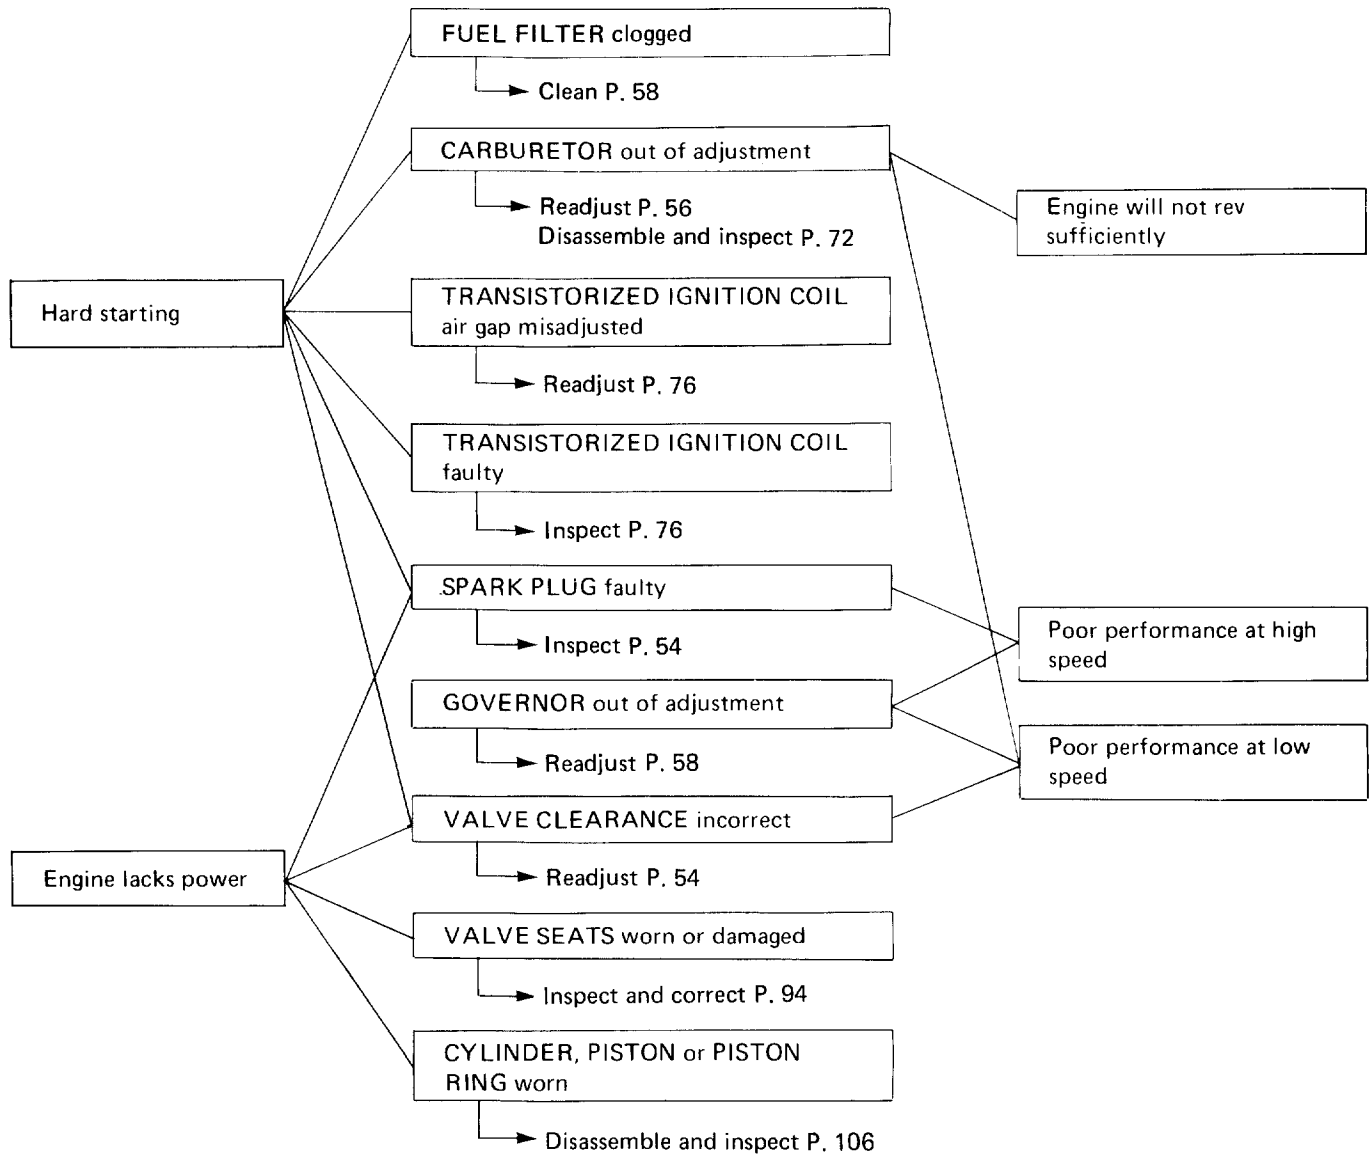 FUEL FILTER clogged
Clean P. 58
CARBURETOR out of adjustment
Readjust P. 56
Disassemble and inspect P. 72
Engine will not rev
sufficiently
Hard starting
TRANSISTORIZED IGNITION COIL
air gap misadjusted
Readjust P. 76
TRANSISTORIZED IGNITION COIL
faulty
Inspect P. 76
SPARK PLUG faulty
Inspect P. 54
Poor performance at high
speed
GOVERNOR out of adjustment
Readjust P. 58
Poor performance at low
speed
VALVE CLEARANCE incorrect
Readjust P. 54
Engine lacks power
VALVE SEATS worn or damaged
Inspect and correct P. 94
CYLINDER, PISTON or PISTON
RING worn
Disassemble and inspect P. 106